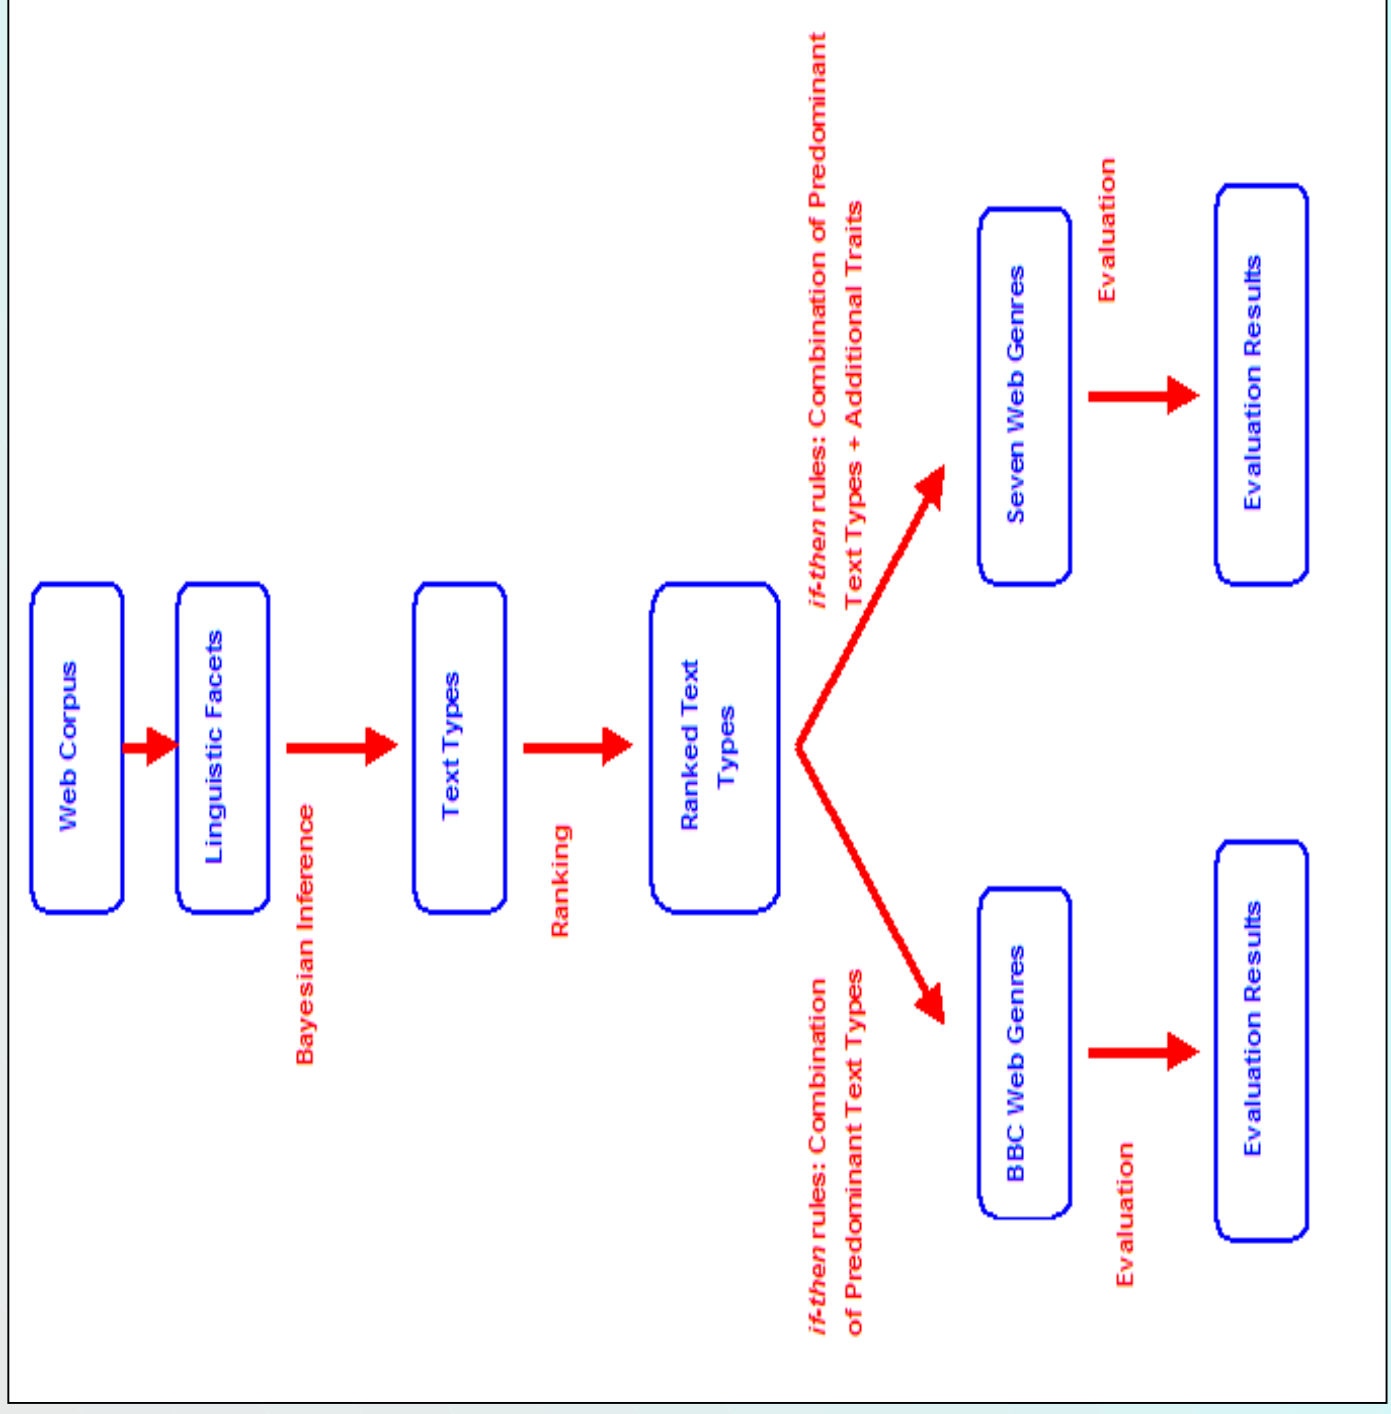 Web Corpus
Linguistic Facets
Bayesian Inference
Text Types
Ranking
Ranked Text
Types
if-then rules: Combination
of Predominant Text Types
if-then rules: Combination of Predominant
Text Types + Additional Traits
BBC Web Genres
Seven Web Genres
Evaluation
Evaluation
Evaluation Results
Evaluation Results